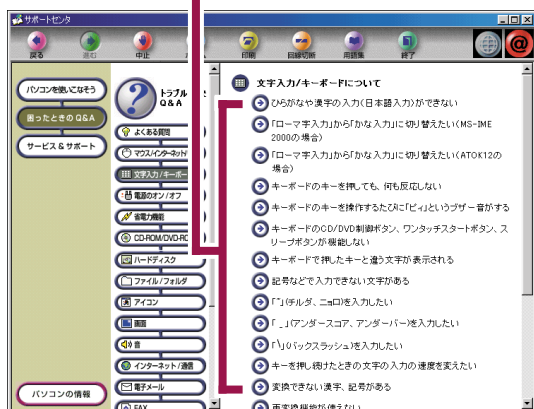 サポートセンタ
戻る
進む
中止
印刷
回線切断
用語集
終了
パソコンを使いこなそう
困ったときのQ&A
サービス&サポート
パソコンの情報
トラブル
Q&A
よくある質問
マウス/インターネット
文字入力/キーボー
電源のオン/オフ
省電力機能
CD-ROM/DVD-RO
ハードディスク
ファイル/フォルダ
アイコン
画面
音
インターネット/通信
電子メール
FAX
文字入力/キーボードについて
ひらがなや漢字の入力(日本語入力)ができない
「ローマ字入力」から「かな入力」に切り替えたい(MS-IME
2000の場合)
「ローマ字入力」から「かな入力」に切り替えたい(ATOK12の
場合)
キーボードのキーを押しても、何も反応しない
キーボードのキーを操作するたびに「ピィ」というブザー音がする
キーボードのCD/DVD制御ボタン、ワンタッチスタートボタン、ス
リープボタンが機能しない
キーボードで押したキーと違う文字が表示される
記号などで入力できない文字がある
「~」(チルダ、ニョロ)を入力したい
「_」(アンダースコア、アンダーバー)を入力したい
「\」(バックスラッシュ)を入力したい
キーを押し続けたときの文字の入力の速度を変えたい
変換できない漢字、記号がある
再変換機能が使えない